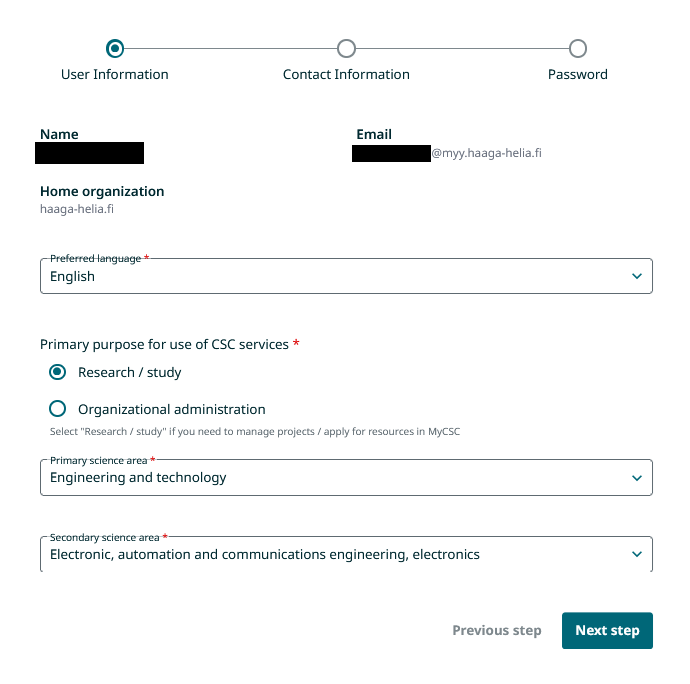 User Information
Contact Information
Password
Name
Email
@myy.haaga-helia.fi
Home organization
haaga-helia.fi
Preferred language *
English
Primary purpose for use of CSC services *
Research / study
Organizational administration
Select "Research / study" if you need to manage projects / apply for resources in MyCSC
Primary science area *
Engineering and technology
Secondary science area *
Electronic, automation and communications engineering, electronics
Previous step
Next step